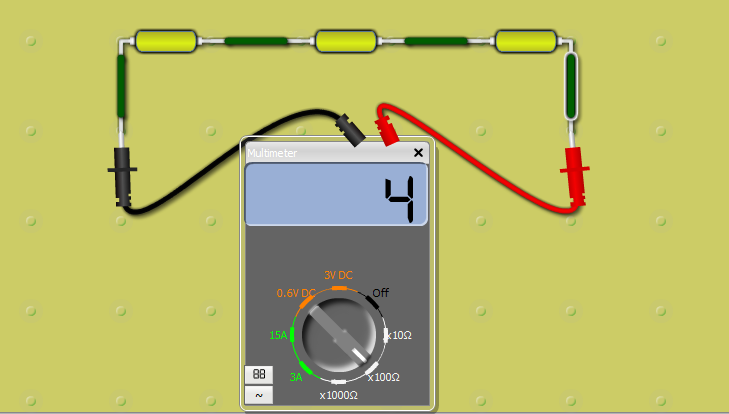 Multimeter
4
3V DC
0.6V DC
Off
15A
x10Ω
3A
x100Ω
x1000Ω
88
~